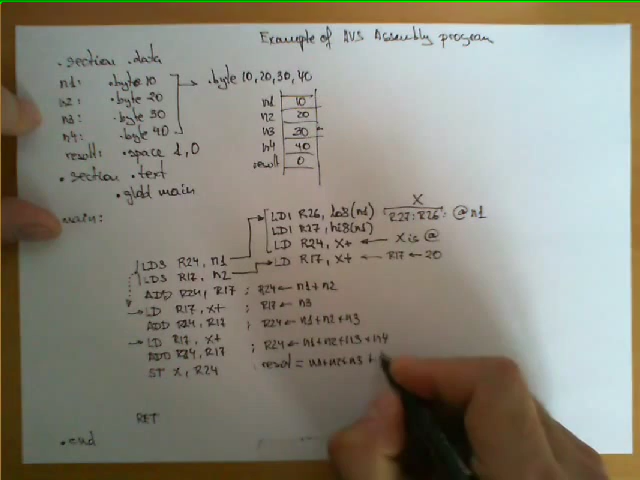 Example of AVS Assembly program
.section .data
n1: .byte 10
n2: .byte 20
n3: .byte 30
n4: .byte 40
result: .space 1,0
.byte 10,20,30,40
n1 10
n2 20
n3 30
n4 40
result 0
.section .text
.global main
main:
LDI R26, lo8(n1)
LDI R27, hi8(n1)
LD R24, X+ ← X is @
LD R17, X+ ← R17 ← 20
X
R27:R26 : @n1
LDS R24, n1
LDS R17, n2
ADD R24, R17 ; R24 ← n1+n2
LD R17, X+ ; R17 ← n3
ADD R24, R17 ; R24 ← n1+n2+n3
LD R17, X+
ADD R24, R17 ; R24 ← n1+n2+n3+n4
ST X, R24 ; result = n1+n2+n3+
RET
.end